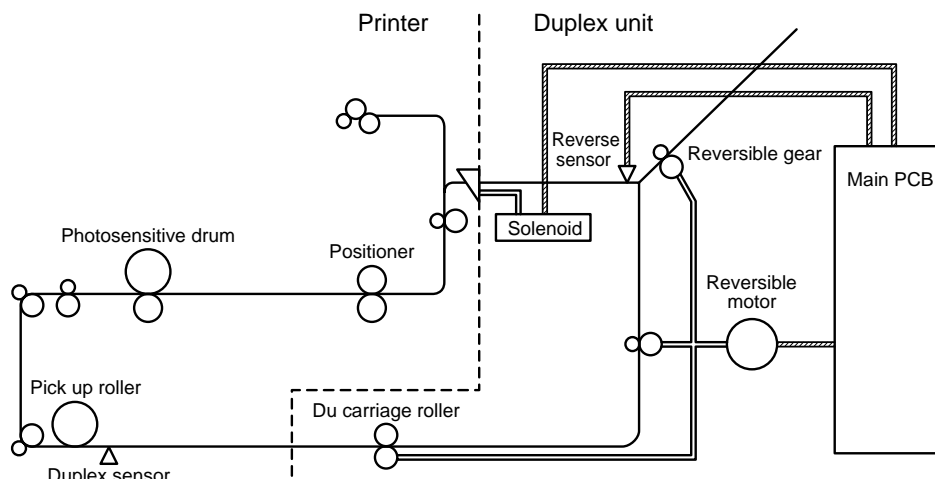 Printer
Duplex unit
Reverse
sensor
Reversible gear
Main PCB
Solenoid
Photosensitive drum
Positioner
Reversible
motor
Pick up roller
Du carriage roller
Duplex sensor